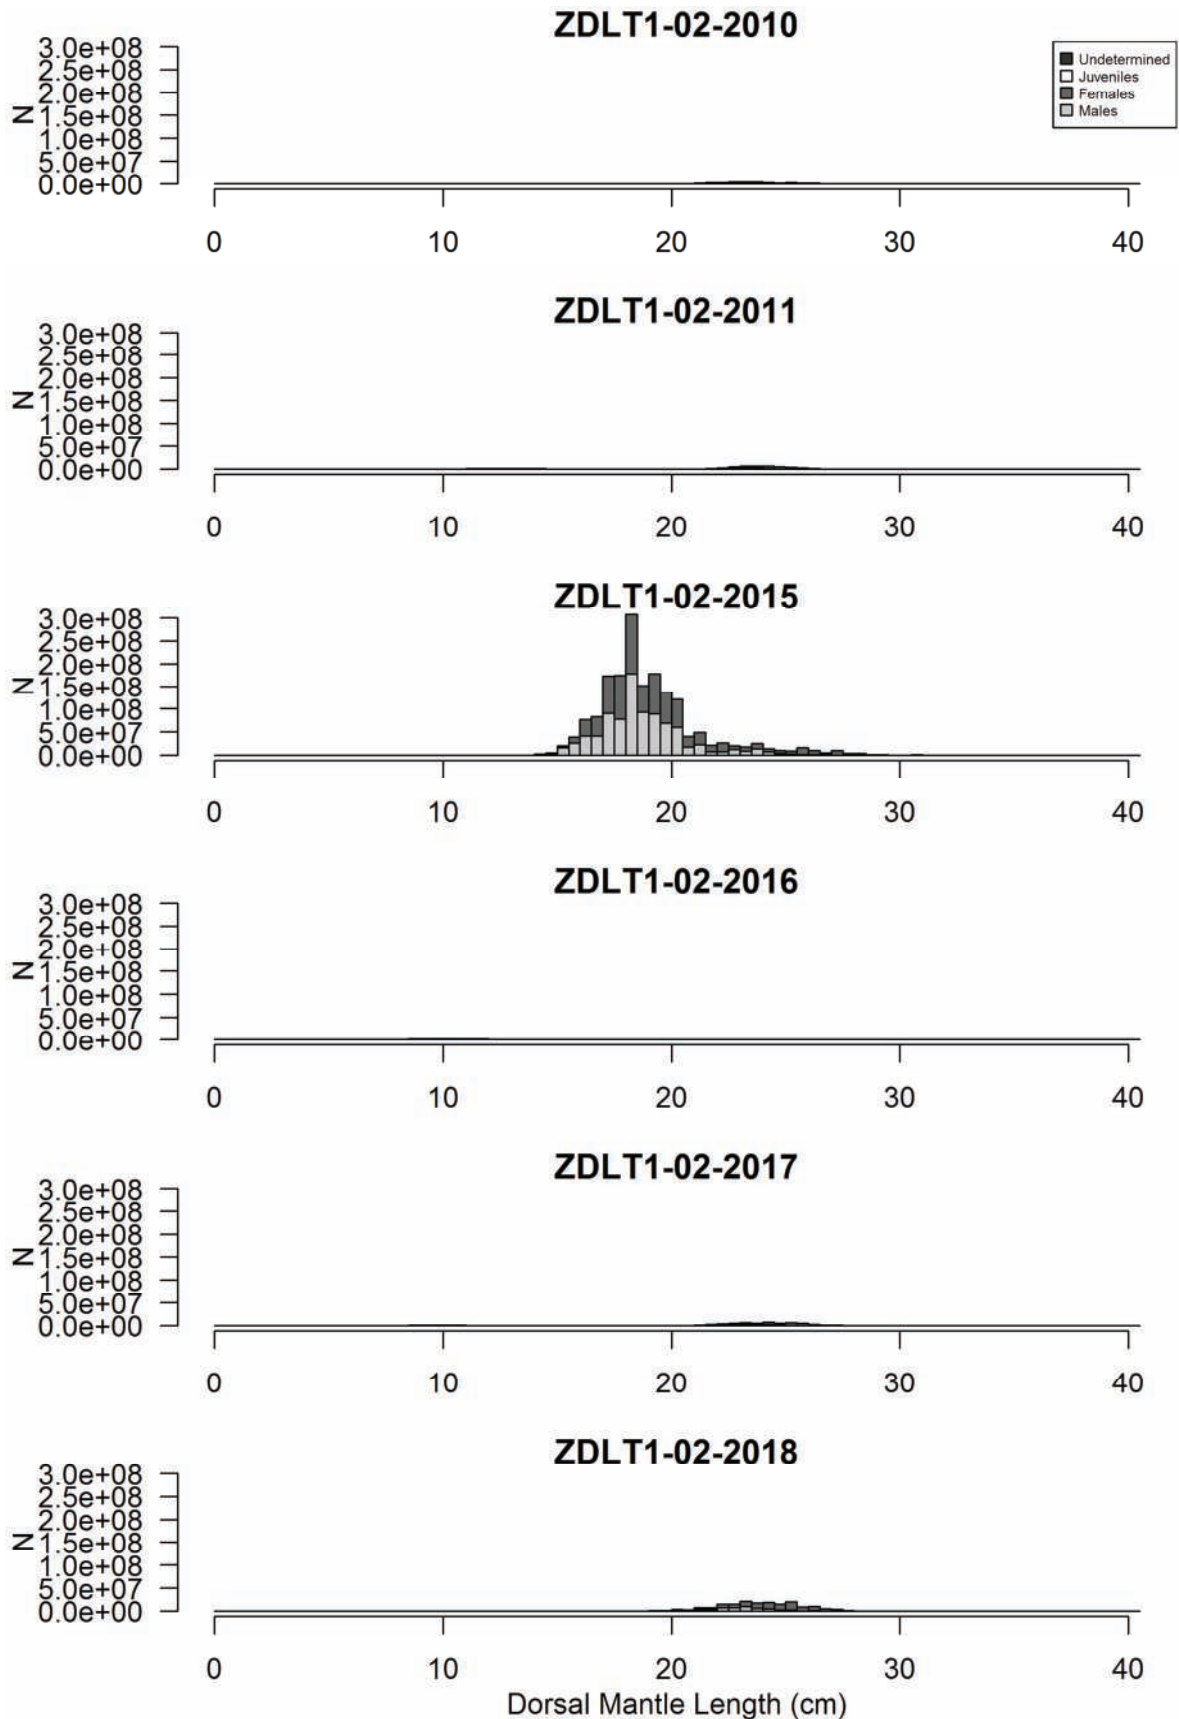 ZDLT1-02-2010
3.0e+08
2.5e+08
2.0e+08
1.5e+08
1.0e+08
5.0e+07
0.0e+00
N
Undetermined
Juveniles
Females
Males
0 10 20 30 40
ZDLT1-02-2011
3.0e+08
2.5e+08
2.0e+08
1.5e+08
1.0e+08
5.0e+07
0.0e+00
N
0 10 20 30 40
ZDLT1-02-2015
3.0e+08
2.5e+08
2.0e+08
1.5e+08
1.0e+08
5.0e+07
0.0e+00
N
0 10 20 30 40
ZDLT1-02-2016
3.0e+08
2.5e+08
2.0e+08
1.5e+08
1.0e+08
5.0e+07
0.0e+00
N
0 10 20 30 40
ZDLT1-02-2017
3.0e+08
2.5e+08
2.0e+08
1.5e+08
1.0e+08
5.0e+07
0.0e+00
N
0 10 20 30 40
ZDLT1-02-2018
3.0e+08
2.5e+08
2.0e+08
1.5e+08
1.0e+08
5.0e+07
0.0e+00
N
0 10 20 30 40
Dorsal Mantle Length (cm)